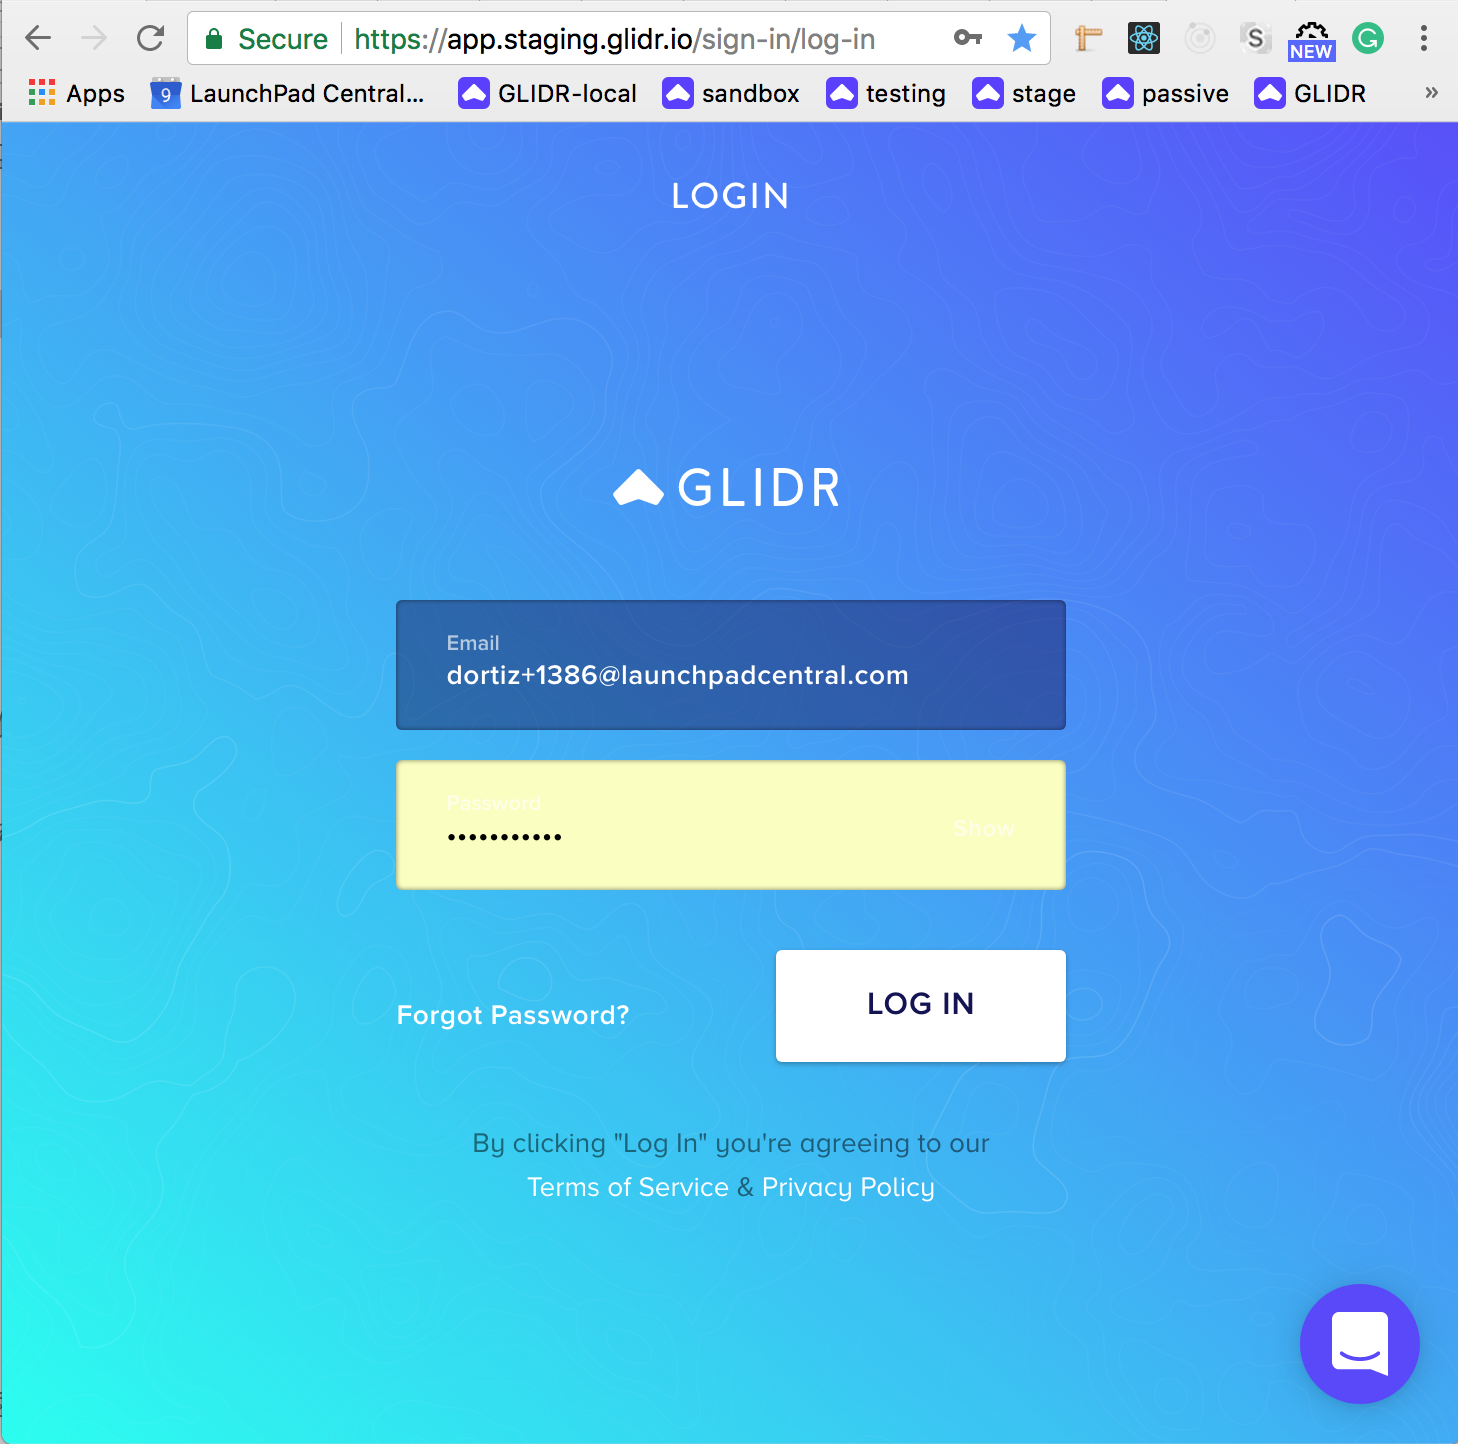 Secure https://app.staging.glidr.io/sign-in/log-in S NEW G
Apps 9 LaunchPad Central... GLIDR-local sandbox testing stage passive GLIDR »
LOGIN
GLIDR
Email
dortiz+1386@launchpadcentral.com
Password
Show
•••••••••••
Forgot Password?
LOG IN
By clicking "Log In" you're agreeing to our
Terms of Service & Privacy Policy